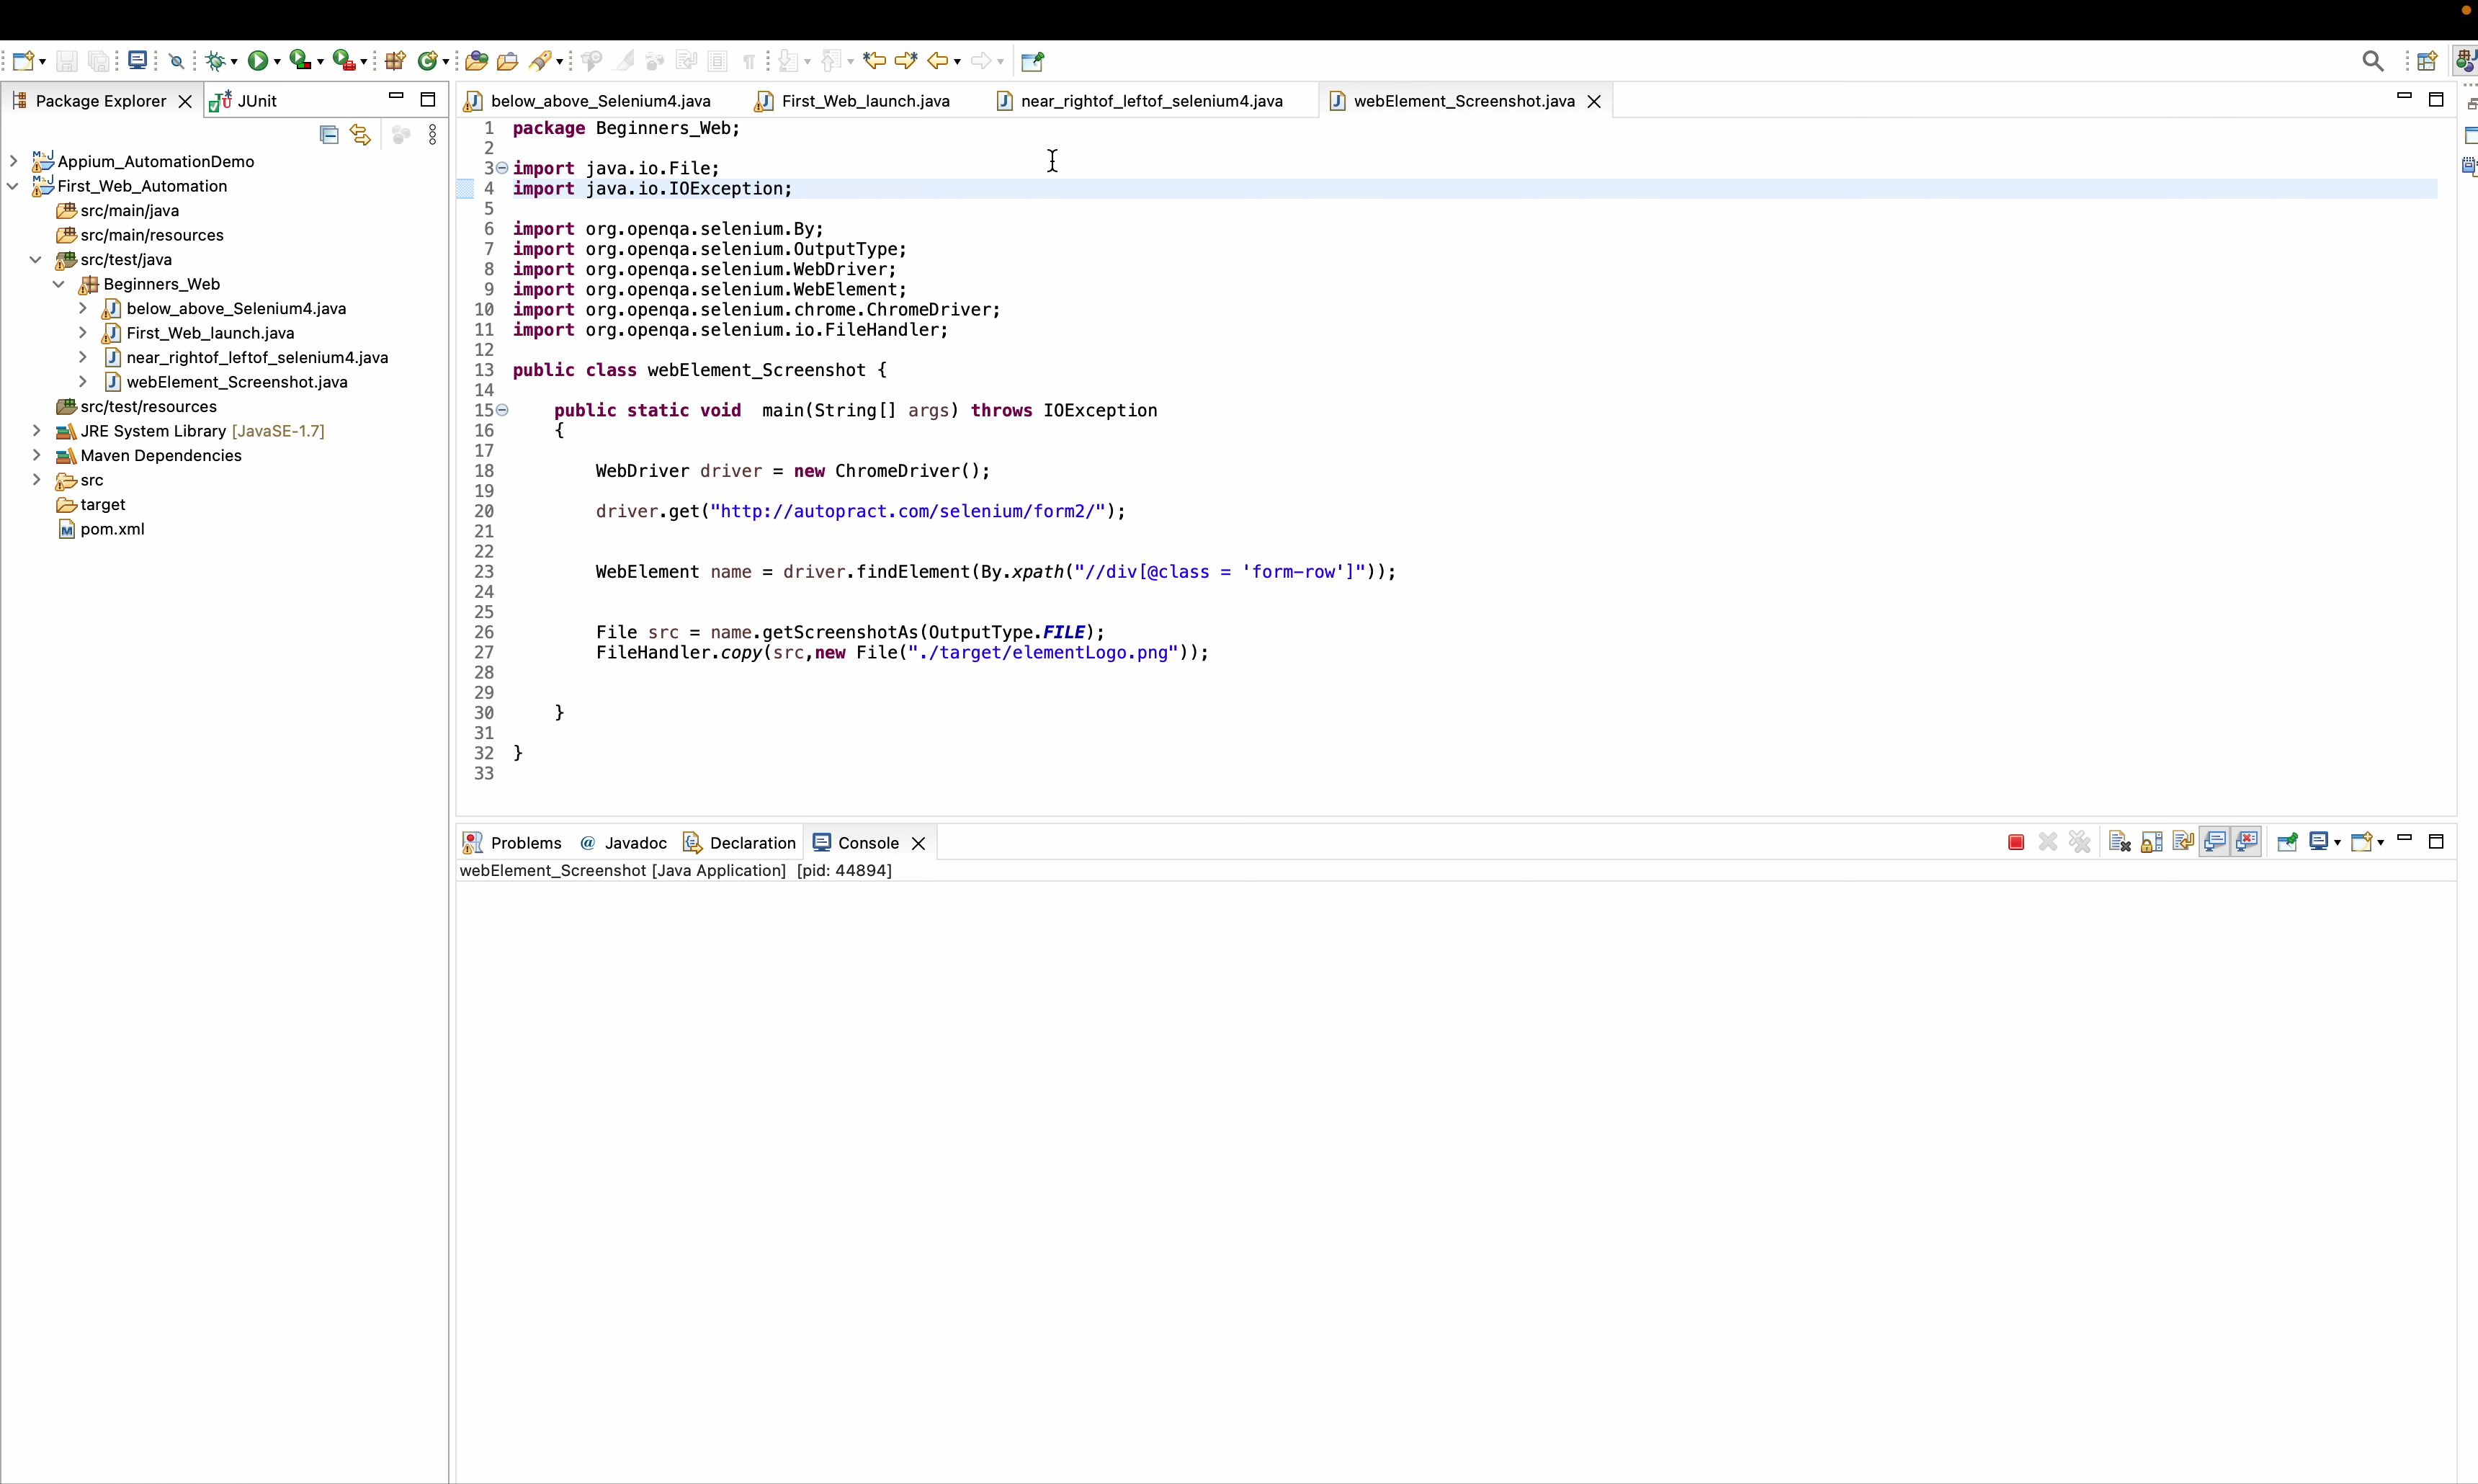 Package Explorer
JUnit
Appium_AutomationDemo
First_Web_Automation
src/main/java
src/main/resources
src/test/java
Beginners_Web
below_above_Selenium4.java
First_Web_launch.java
near_rightof_leftof_selenium4.java
webElement_Screenshot.java
src/test/resources
JRE System Library [JavaSE-1.7]
Maven Dependencies
src
target
pom.xml
below_above_Selenium4.java
First_Web_launch.java
near_rightof_leftof_selenium4.java
webElement_Screenshot.java
1 package Beginners_Web;
2
3 import java.io.File;
4 import java.io.IOException;
5
6 import org.openqa.selenium.By;
7 import org.openqa.selenium.OutputType;
8 import org.openqa.selenium.WebDriver;
9 import org.openqa.selenium.WebElement;
10 import org.openqa.selenium.chrome.ChromeDriver;
11 import org.openqa.selenium.io.FileHandler;
12
13 public class webElement_Screenshot {
14
15 public static void main(String[] args) throws IOException
16 {
17
18 WebDriver driver = new ChromeDriver();
19
20 driver.get("http://autopract.com/selenium/form2/");
21
22
23 WebElement name = driver.findElement(By.xpath("//div[@class = 'form-row']"));
24
25
26 File src = name.getScreenshotAs(OutputType.FILE);
27 FileHandler.copy(src,new File("./target/elementLogo.png"));
28
29
30 }
31
32 }
33
Problems
@ Javadoc
Declaration
Console
webElement_Screenshot [Java Application] [pid: 44894]